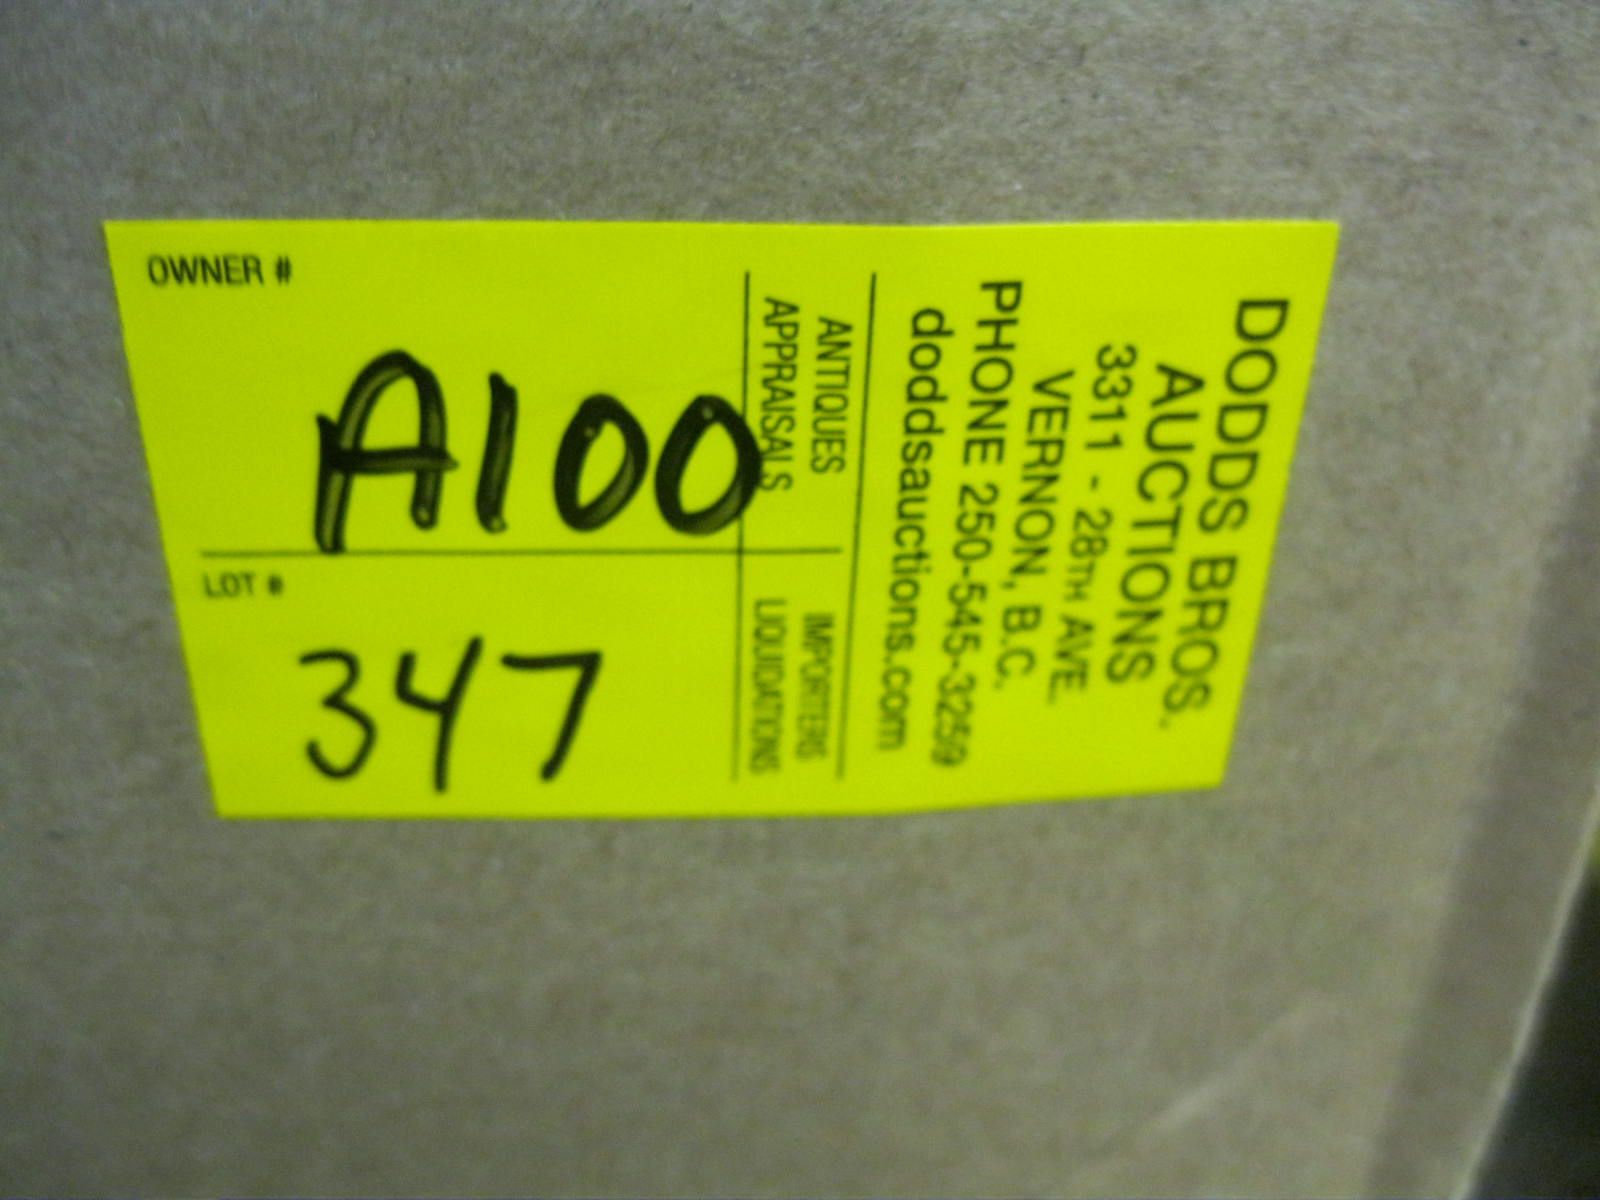 OWNER #
A100
LOT #
347
ANTIQUES
APPRAISALS
IMPORTERS
LIQUIDATIONS
DODDS BROS.
AUCTIONS
3311 - 28TH AVE.
VERNON, B.C.
PHONE 250-545-3259
doddsauctions.com